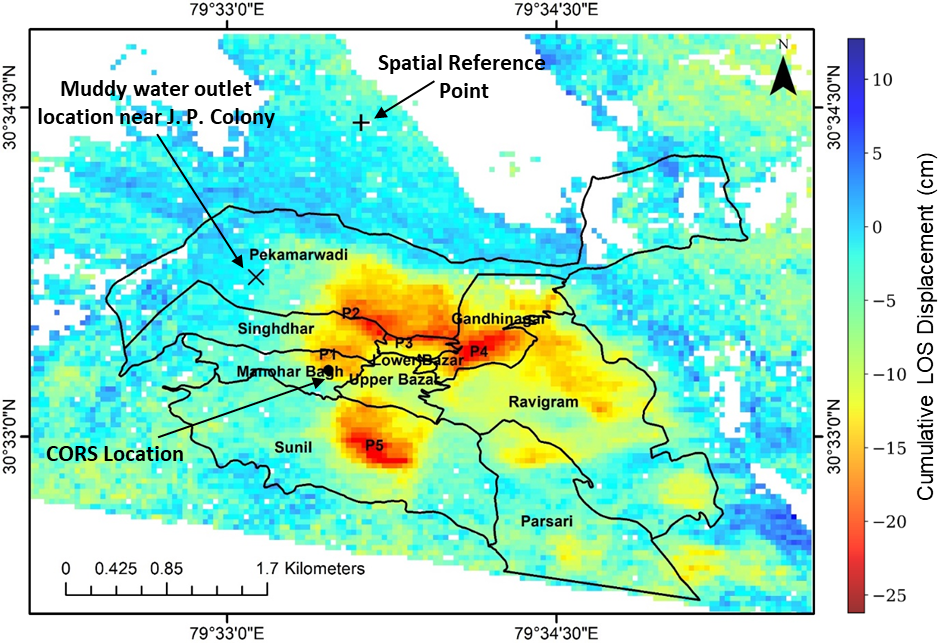 79°33'0"E
79°34'30"E
N
Spatial Reference
Point
Muddy water outlet
location near J. P. Colony
30°34'30"N
30°34'30"N
10
5
0
−5
−10
−15
−20
−25
Cumulative LOS Displacement (cm)
Pekamarwadi
P2
Gandhinagar
Singhdhar
P3
P4
P1
Lower Bazar
Manohar Bagh
Upper Bazar
Ravigram
30°33'0"N
30°33'0"N
CORS Location
Sunil
P5
Parsari
0
0.425
0.85
1.7 Kilometers
79°33'0"E
79°34'30"E